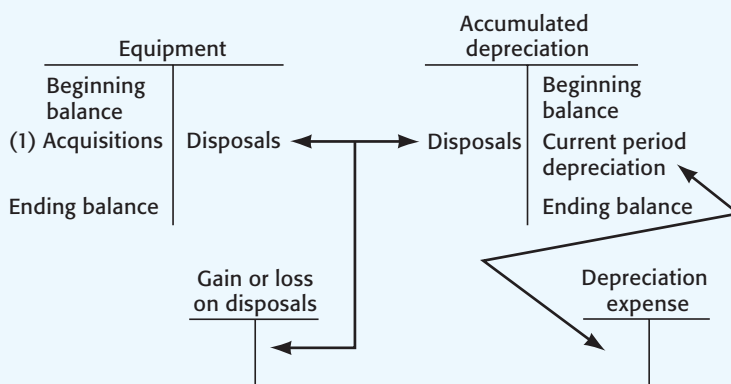 Equipment
Beginning
balance
(1) Acquisitions
Disposals
Ending balance
Accumulated
depreciation
Disposals
Beginning
balance
Current period
depreciation
Ending balance
Gain or loss
on disposals
Depreciation
expense